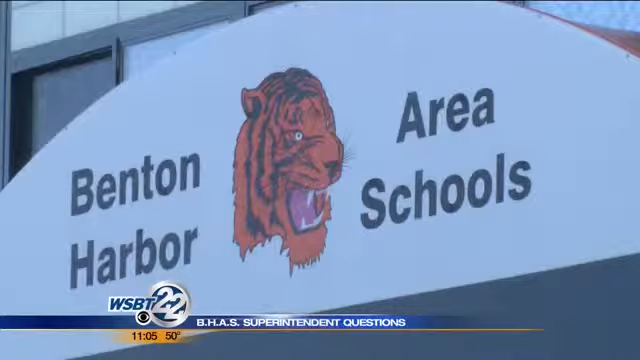 Benton
Harbor
Area
Schools
WSBT 22
B.H.A.S. SUPERINTENDENT QUESTIONS
11:05 50°